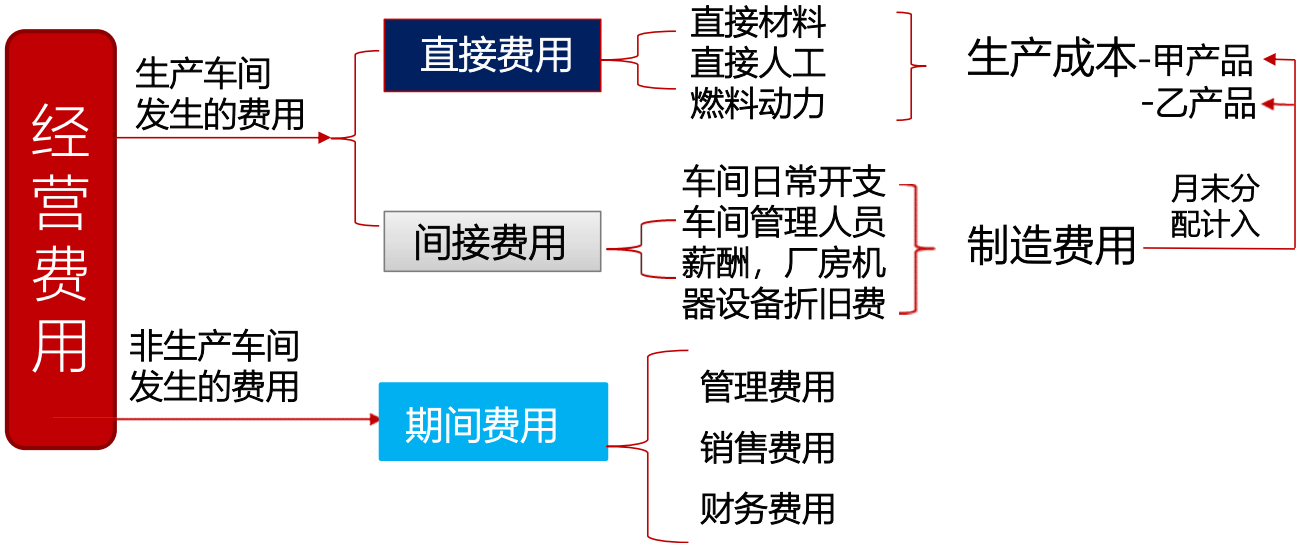 经营费用
生产车间
发生的费用
直接费用
直接材料
直接人工
燃料动力
生产成本-甲产品
-乙产品
间接费用
车间日常开支
车间管理人员
薪酬，厂房机
器设备折旧费
制造费用
月末分
配计入
非生产车间
发生的费用
期间费用
管理费用
销售费用
财务费用